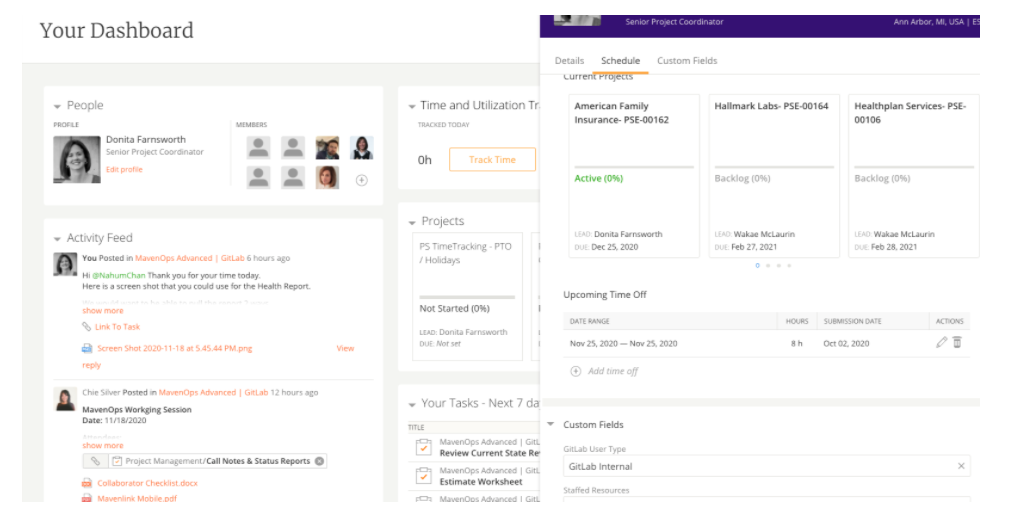 Your Dashboard
People
PROFILE
MEMBERS
Donita Farnsworth
Senior Project Coordinator
Edit profile
Activity Feed
You Posted in MavenOps Advanced | GitLab 6 hours ago
Hi @NahumChan Thank you for your time today.
Here is a screen shot that you could use for the Health Report.
show more
Link To Task
Screen Shot 2020-11-18 at 5.45.44 PM.png
View
reply
Chie Silver Posted in MavenOps Advanced | GitLab 12 hours ago
MavenOps Workging Session
Date: 11/18/2020
show more
Project Management/Call Notes & Status Reports
Collaborator Checklist.docx
Mavenlink Mobile.pdf
Time and Utilization Tr
TRACKED TODAY
0h
Track Time
Projects
PS TimeTracking - PTO
/ Holidays
Not Started (0%)
LEAD: Donita Farnsworth
DUE: Not set
Your Tasks - Next 7 da
TITLE
MavenOps Advanced | GitL
Review Current State Re
MavenOps Advanced | GitL
Estimate Worksheet
MavenOps Advanced | GitL
Senior Project Coordinator
Ann Arbor, MI, USA | ES
Details
Schedule
Custom Fields
Current Projects
American Family
Insurance- PSE-00162
Active (0%)
LEAD: Donita Farnsworth
DUE: Dec 25, 2020
Hallmark Labs- PSE-00164
Backlog (0%)
LEAD: Wakae McLaurin
DUE: Feb 27, 2021
Healthplan Services- PSE-
00106
Backlog (0%)
LEAD: Wakae McLaurin
DUE: Feb 28, 2021
Upcoming Time Off
DATE RANGE
HOURS
SUBMISSION DATE
ACTIONS
Nov 25, 2020 — Nov 25, 2020
8 h
Oct 02, 2020
Add time off
Custom Fields
GitLab User Type
GitLab Internal
Staffed Resources